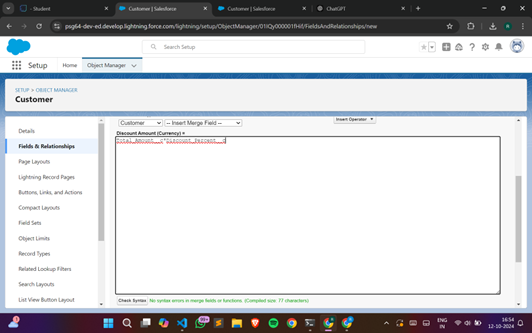 - Student
Customer | Salesforce
Customer | Salesforce
ChatGPT
psg64-dev-ed.develop.lightning.force.com/lightning/setup/ObjectManager/01IQy000001fHif/FieldsAndRelationships/new
Search Setup
Setup
Home
Object Manager
SETUP > OBJECT MANAGER
Customer
Details
Fields & Relationships
Page Layouts
Lightning Record Pages
Buttons, Links, and Actions
Compact Layouts
Field Sets
Object Limits
Record Types
Related Lookup Filters
Search Layouts
List View Button Layout
Customer
-- Insert Merge Field --
Insert Operator
Discount Amount (Currency) =
Total_Amount__c*Discount_Percent__c
Check Syntax
No syntax errors in merge fields or functions. (Compiled size: 77 characters)
99+
ENG
IN
16:54
12-10-2024